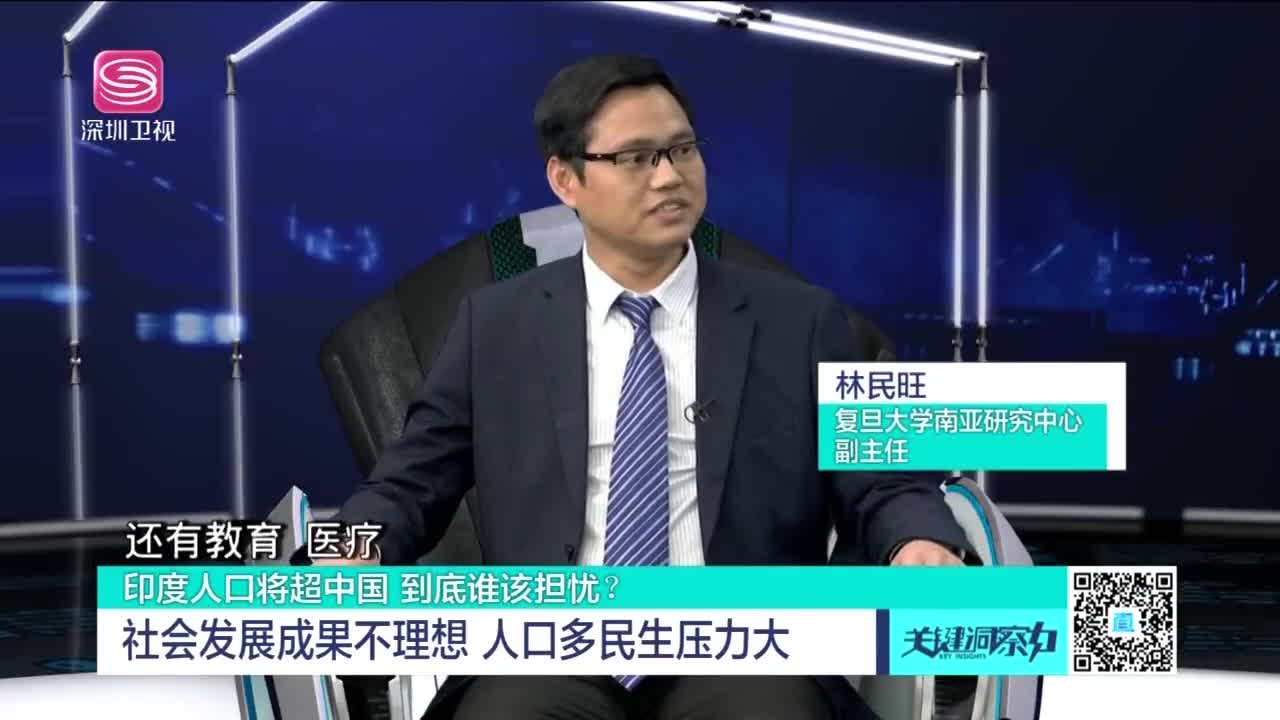 深圳卫视
林民旺
复旦大学南亚研究中心
副主任
还有教育 医疗
印度人口将超中国 到底谁该担忧？
社会发展成果不理想 人口多民生压力大
关键洞察力
KEY INSIGHTS
直